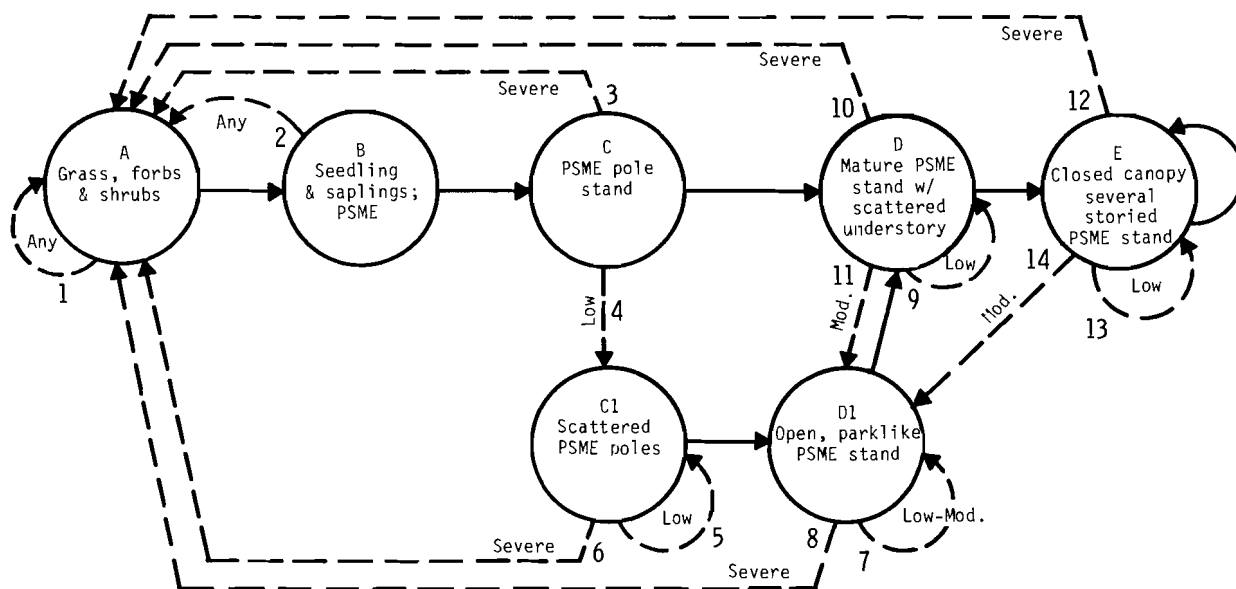 Severe
Severe
Severe
3
10
12
Any
2
A
Grass, forbs
& shrubs
B
Seedling
& saplings;
PSME
C
PSME pole
stand
D
Mature PSME
stand w/
scattered
understory
E
Closed canopy
several
storied
PSME stand
Any
1
Low
4
11
Mod.
Low
9
14
Mod.
Low
13
C1
Scattered
PSME poles
D1
Open, parklike
PSME stand
Low
5
Low-Mod.
7
Severe
6
Severe
8